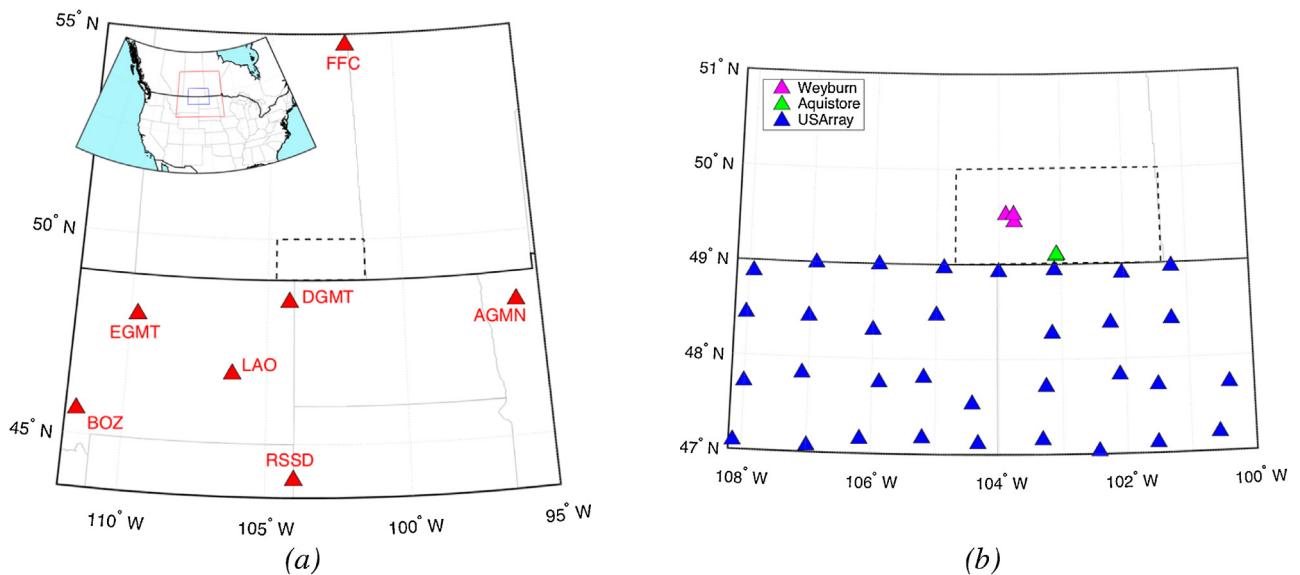 55° N
50° N
45° N
110° W
105° W
100° W
95° W
FFC
DGMT
EGMT
AGMN
LAO
BOZ
RSSD
(a)
51° N
50° N
49° N
48° N
47° N
108° W
106° W
104° W
102° W
100° W
Weyburn
Aquistore
USArray
(b)